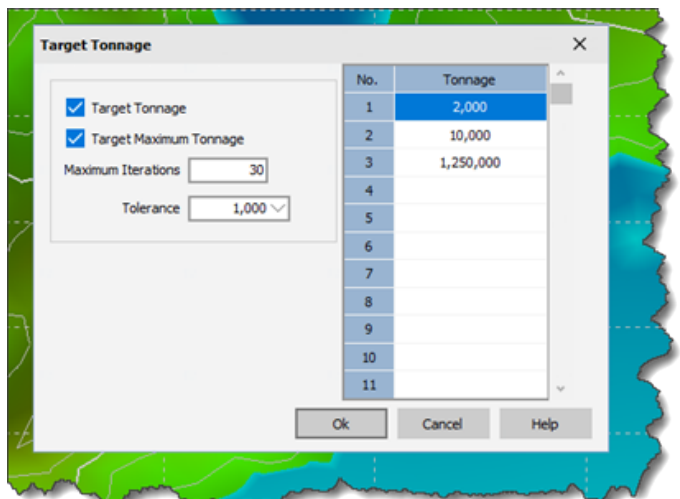 Target Tonnage
No. Tonnage
Target Tonnage
1 2,000
Target Maximum Tonnage
2 10,000
Maximum Iterations 30
3 1,250,000
4
Tolerance 1,000
5
6
7
8
9
10
11
Ok Cancel Help